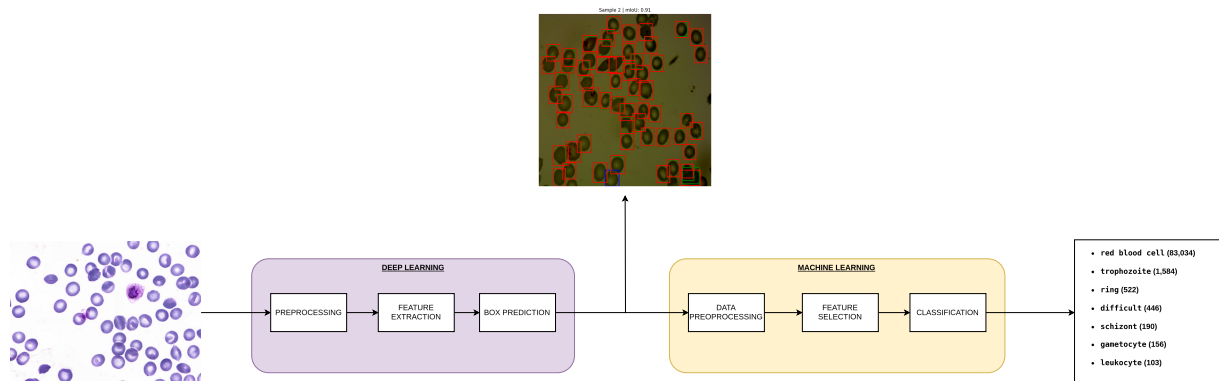 Sample 2 | mIoU: 0.91
DEEP LEARNING
PREPROCESSING
FEATURE
EXTRACTION
BOX PREDICTION
MACHINE LEARNING
DATA
PREOPROCESSING
FEATURE
SELECTION
CLASSIFICATION
• red blood cell (83,034)
• trophozoite (1,584)
• ring (522)
• difficult (446)
• schizont (190)
• gametocyte (156)
• leukocyte (103)